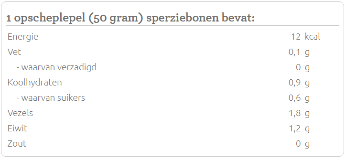 1 opscheplepel (50 gram) sperziebonen bevat:
Energie 12 kcal
Vet 0,1 g
- waarvan verzadigd 0 g
Koolhydraten 0,9 g
- waarvan suikers 0,6 g
Vezels 1,8 g
Eiwit 1,2 g
Zout 0 g